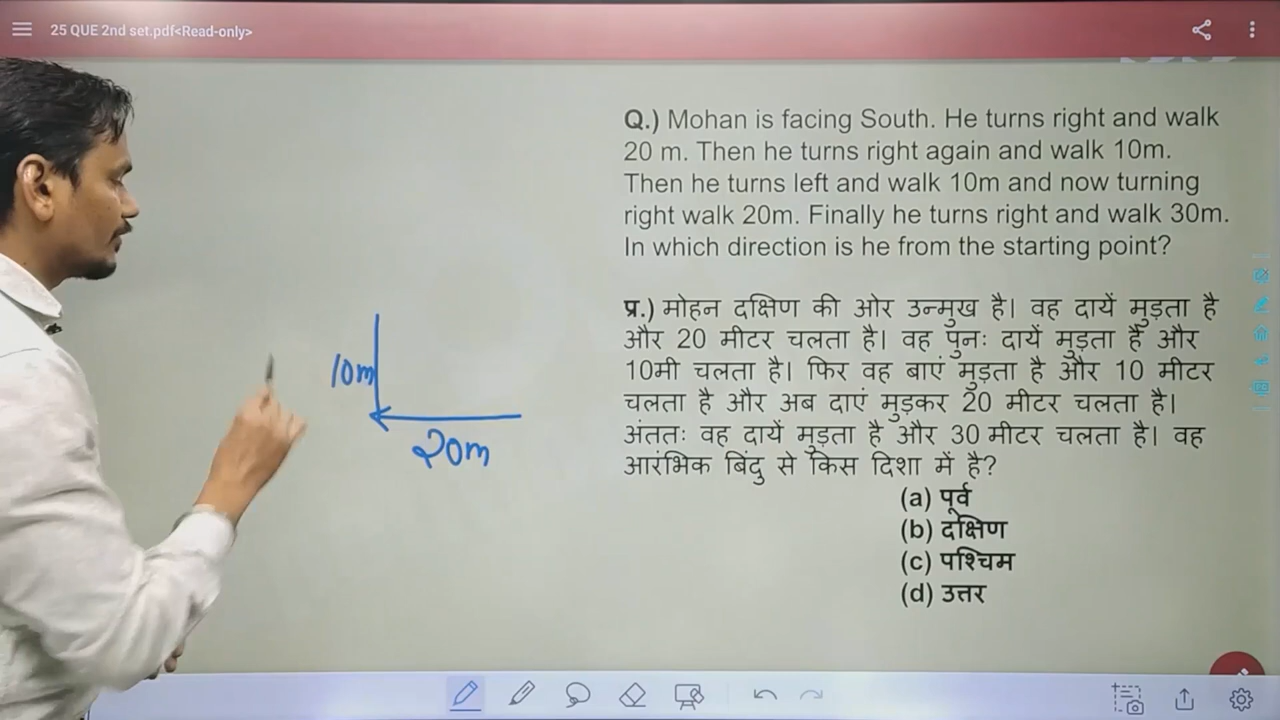 25 QUE 2nd set.pdf<Read-only>
Q.) Mohan is facing South. He turns right and walk
20 m. Then he turns right again and walk 10m.
Then he turns left and walk 10m and now turning
right walk 20m. Finally he turns right and walk 30m.
In which direction is he from the starting point?
प्र.) मोहन दक्षिण की ओर उन्मुख है। वह दायें मुड़ता है
और 20 मीटर चलता है। वह पुनः दायें मुड़ता है और
10मी चलता है। फिर वह बाएं मुड़ता है और 10 मीटर
चलता है और अब दाएं मुड़कर 20 मीटर चलता है।
अंततः वह दायें मुड़ता है और 30 मीटर चलता है। वह
आरंभिक बिंदु से किस दिशा में है?
(a) पूर्व
(b) दक्षिण
(c) पश्चिम
(d) उत्तर
10m
20m